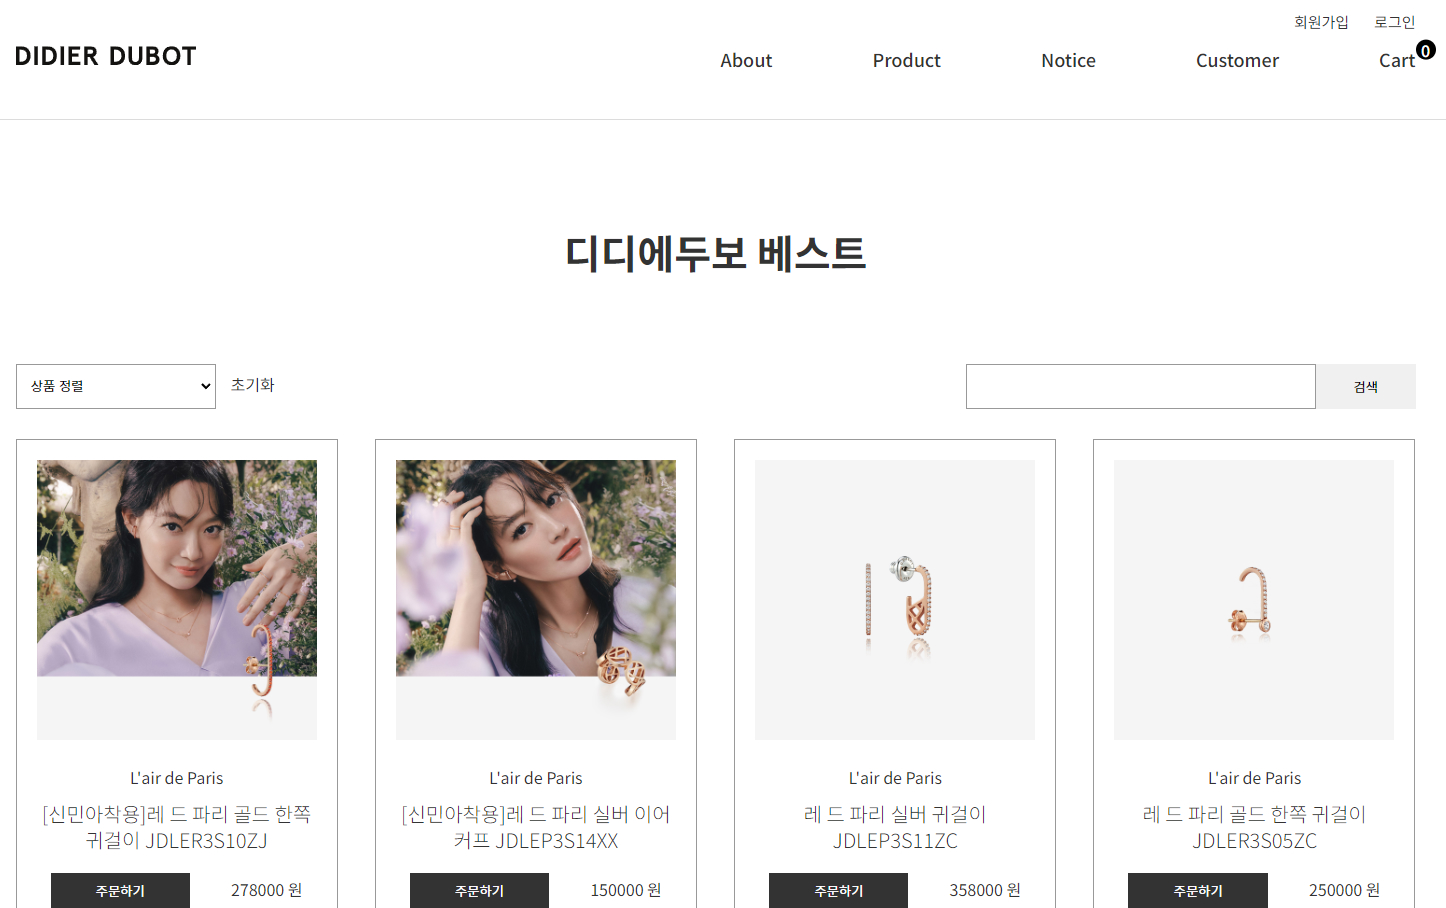 회원가입 로그인
DIDIER DUBOT
About Product Notice Customer Cart 0
디디에두보 베스트
상품 정렬 초기화 검색
L'air de Paris
[신민아착용]레 드 파리 골드 한쪽
귀걸이 JDLER3S10ZJ
주문하기 278000 원
L'air de Paris
[신민아착용]레 드 파리 실버 이어
커프 JDLEP3S14XX
주문하기 150000 원
L'air de Paris
레 드 파리 실버 귀걸이
JDLEP3S11ZC
주문하기 358000 원
L'air de Paris
레 드 파리 골드 한쪽 귀걸이
JDLER3S05ZC
주문하기 250000 원